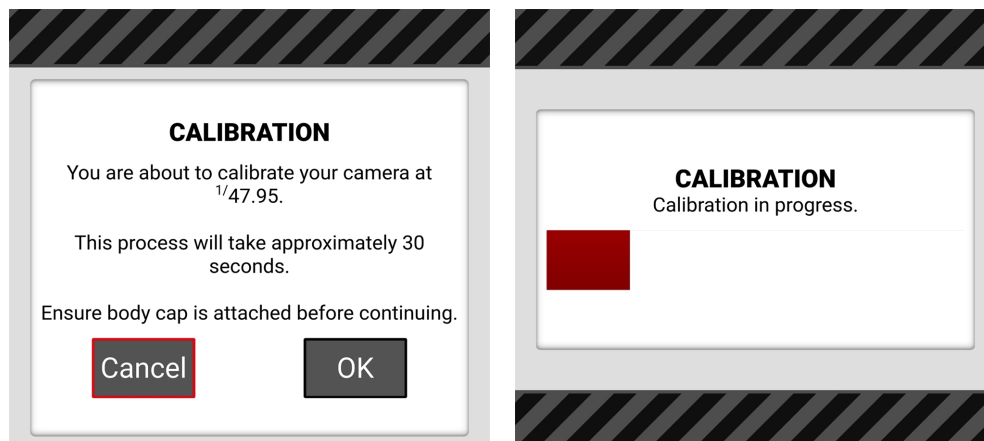 CALIBRATION
You are about to calibrate your camera at
1/47.95.
This process will take approximately 30
seconds.
Ensure body cap is attached before continuing.
Cancel
OK
CALIBRATION
Calibration in progress.